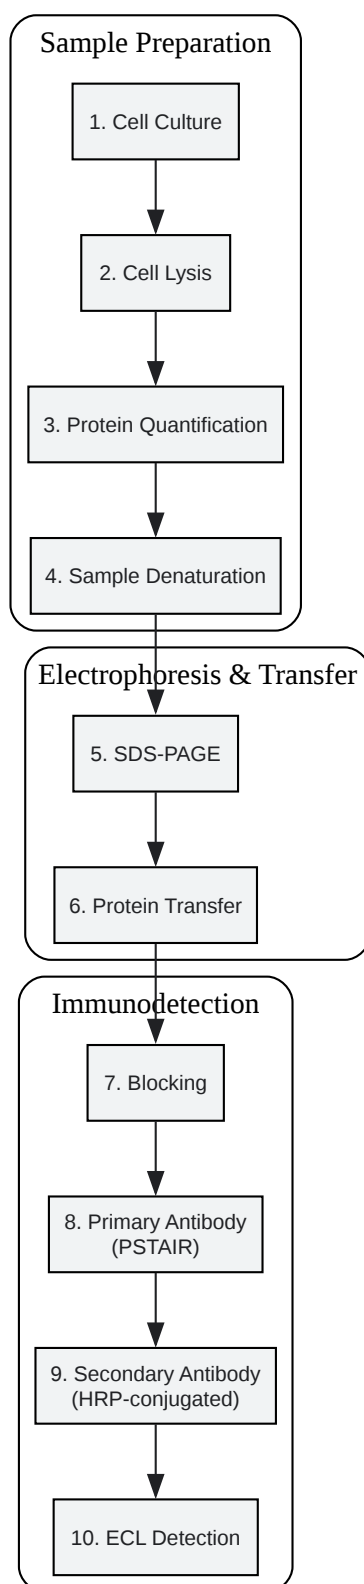 Sample Preparation
1. Cell Culture
2. Cell Lysis
3. Protein Quantification
4. Sample Denaturation
Electrophoresis & Transfer
5. SDS-PAGE
6. Protein Transfer
Immunodetection
7. Blocking
8. Primary Antibody
(PSTAIR)
9. Secondary Antibody
(HRP-conjugated)
10. ECL Detection